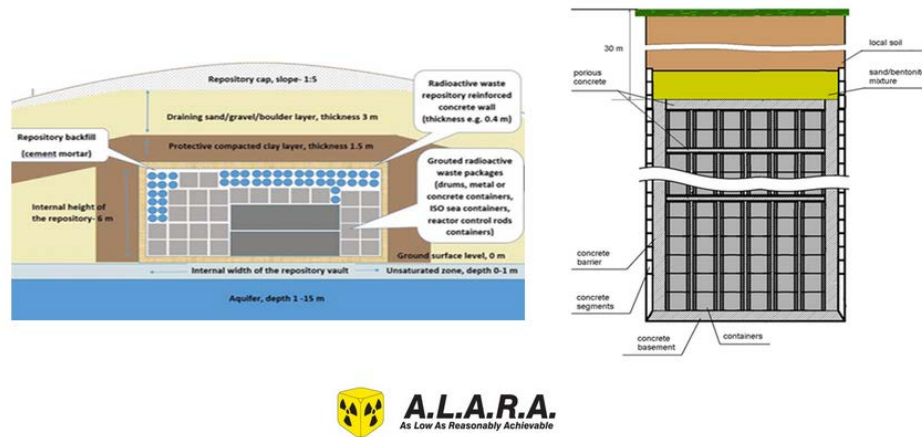 Repository cap, slope- 1:5
Radioactive waste
repository reinforced
concrete wall
(thickness e.g. 0.4 m)
Draining sand/gravel/boulder layer, thickness 3 m
Repository backfill
(cement mortar)
Protective compacted clay layer, thickness 1.5 m
Grouted radioactive
waste packages
(drums, metal or
concrete containers,
ISO sea containers,
reactor control rods
containers)
Internal height of
the repository- 6 m
Ground surface level, 0 m
Internal width of the repository vault
Unsaturated zone, depth 0-1 m
Aquifer, depth 1 -15 m
30 m
local soil
porious
concrete
sand/bentonite
mixture
concrete
barrier
concrete
segments
concrete
basement
containers
A.L.A.R.A.
As Low As Reasonably Achievable